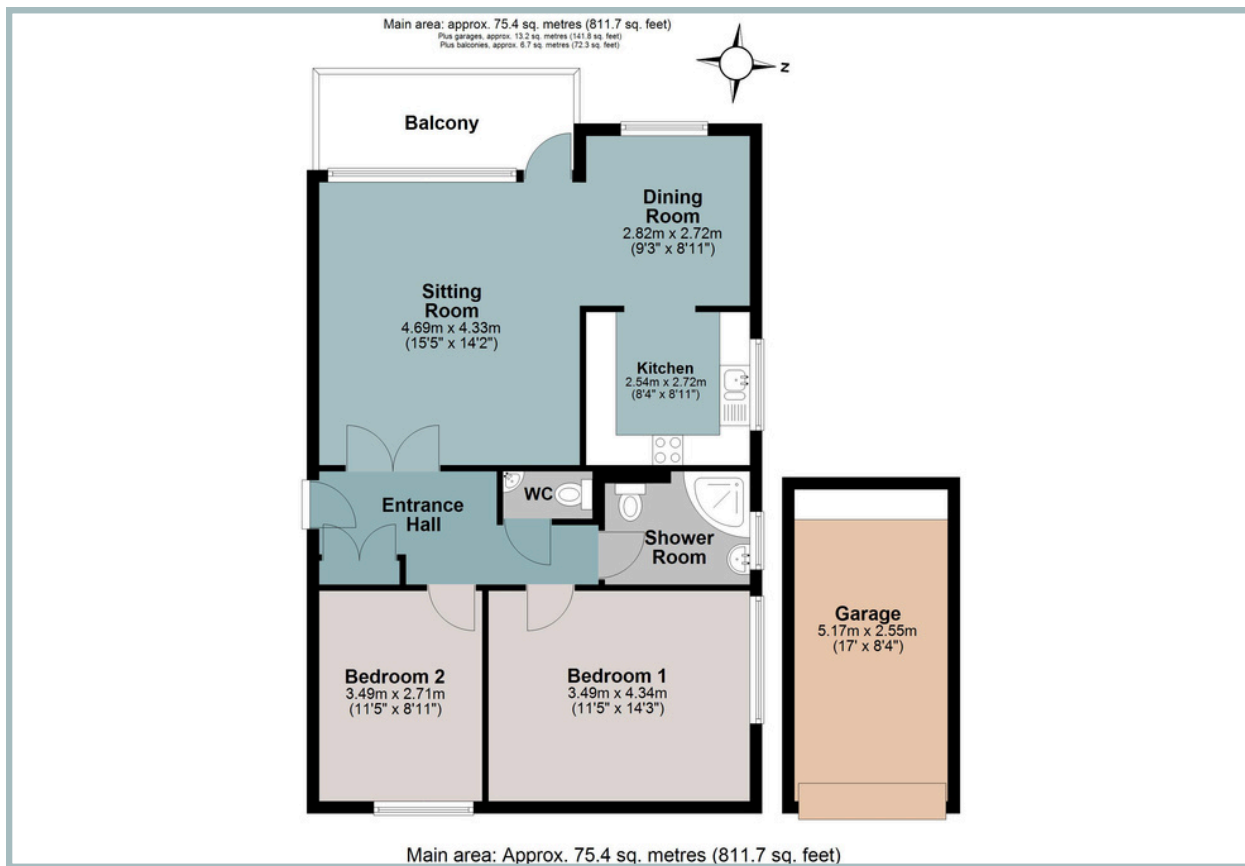 Main area: approx. 75.4 sq. metres (811.7 sq. feet)
Plus garages, approx. 13.2 sq. metres (141.8 sq. feet)
Plus balconies, approx. 6.7 sq. metres (72.3 sq. feet)
N
Balcony
Dining
Room
2.82m x 2.72m
(9'3" x 8'11")
Sitting
Room
4.69m x 4.33m
(15'5" x 14'2")
Kitchen
2.54m x 2.72m
(8'4" x 8'11")
WC
Entrance
Hall
Shower
Room
Garage
5.17m x 2.55m
(17' x 8'4")
Bedroom 2
3.49m x 2.71m
(11'5" x 8'11")
Bedroom 1
3.49m x 4.34m
(11'5" x 14'3")
Main area: Approx. 75.4 sq. metres (811.7 sq. feet)